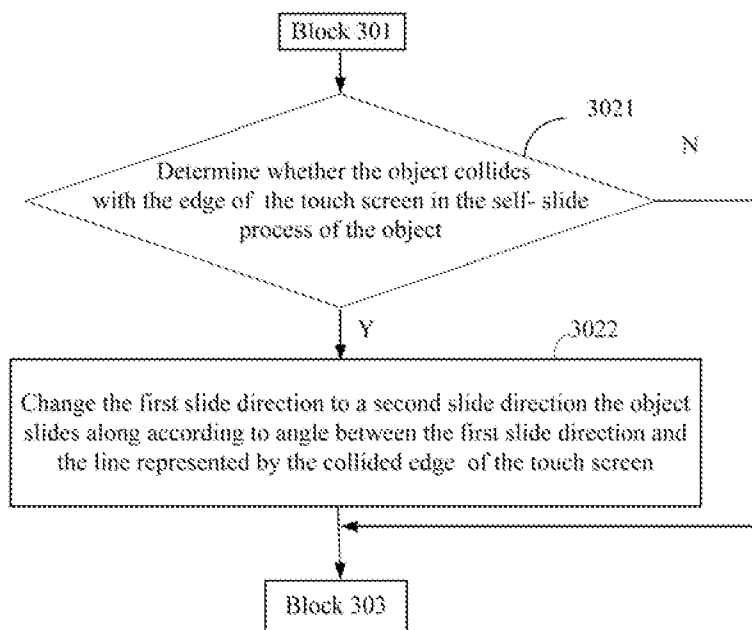 Block 301
3021
N
Determine whether the object collides
with the edge of the touch screen in the self- slide
process of the object
Y
3022
Change the first slide direction to a second slide direction the object
slides along according to angle between the first slide direction and
the line represented by the collided edge of the touch screen
Block 303